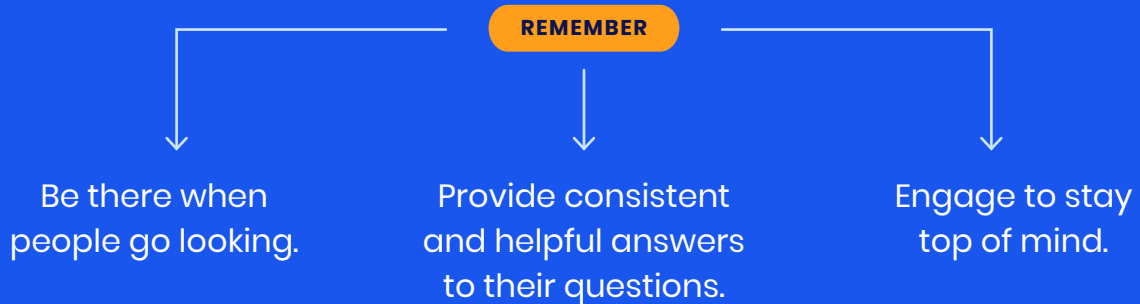 REMEMBER
Be there when
people go looking.
Provide consistent
and helpful answers
to their questions.
Engage to stay
top of mind.